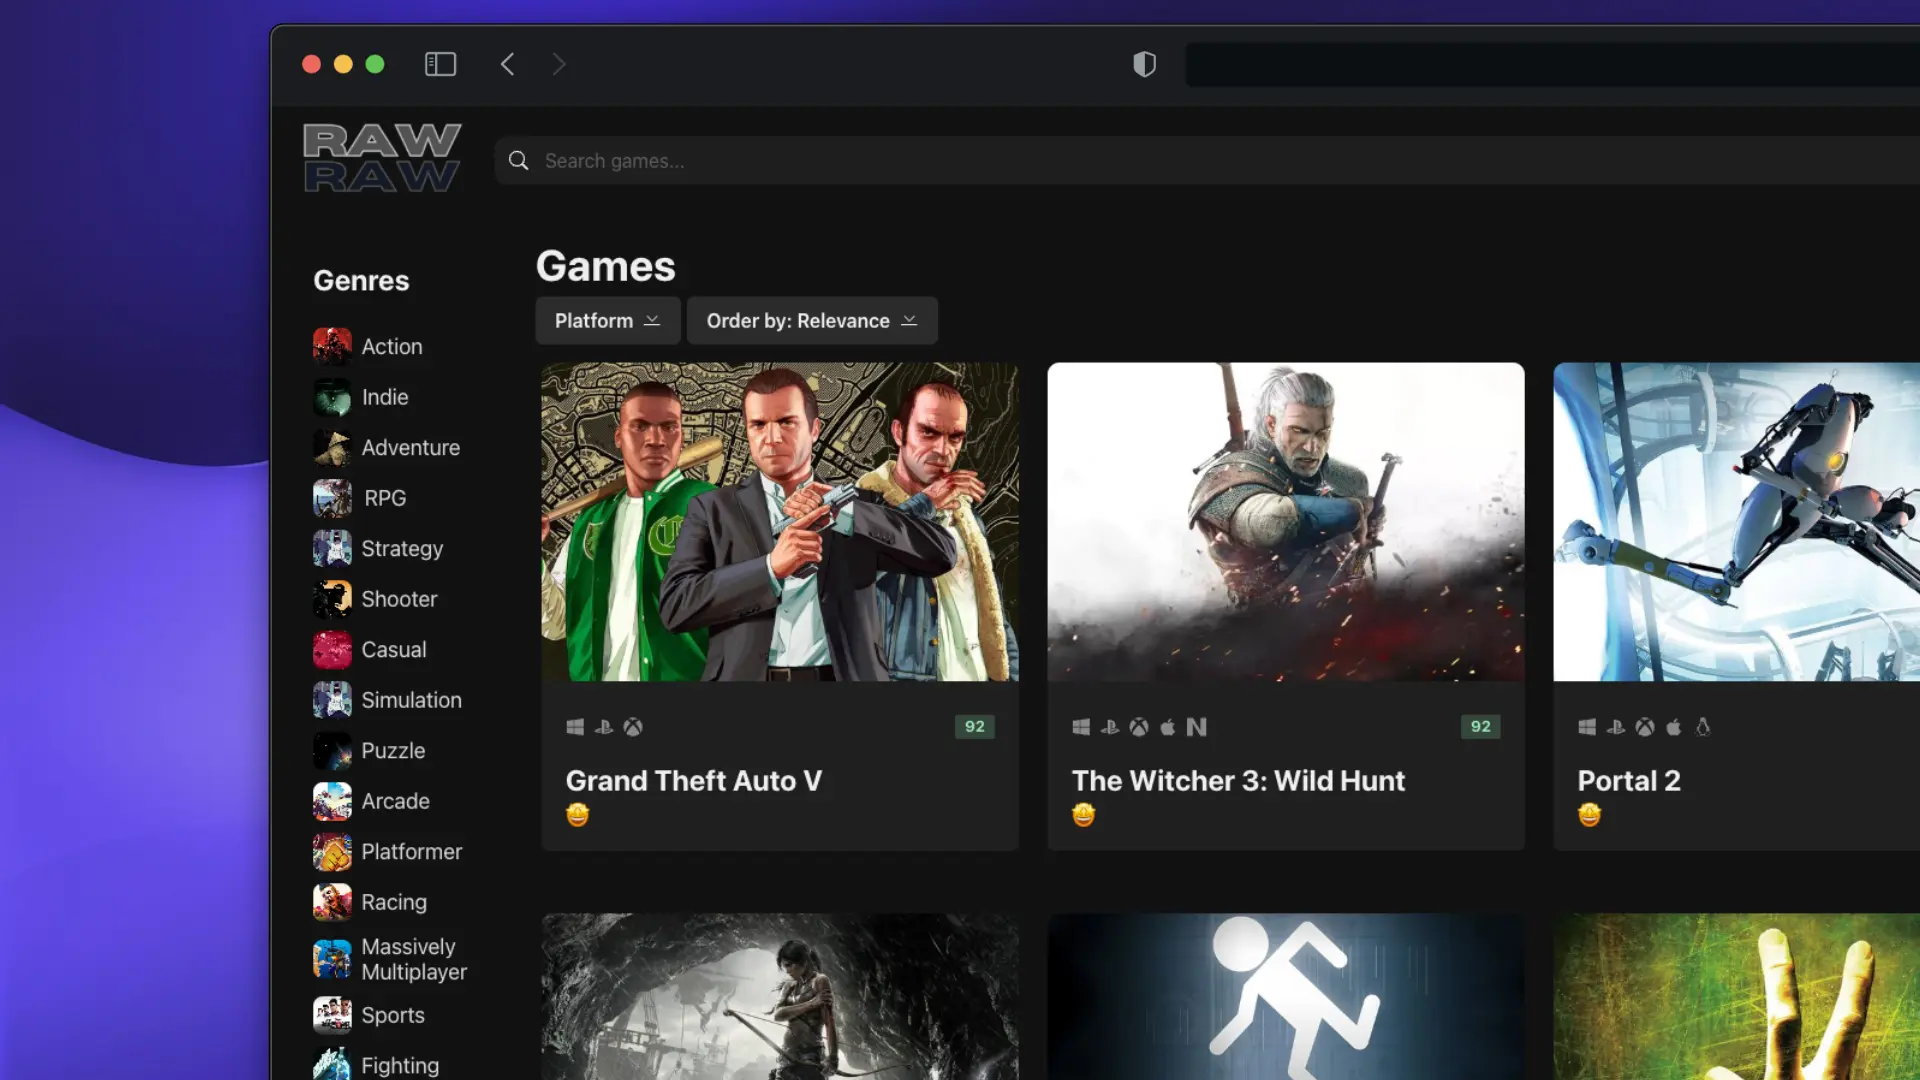 RAW
RAW
Search games...
Genres
Action
Indie
Adventure
RPG
Strategy
Shooter
Casual
Simulation
Puzzle
Arcade
Platformer
Racing
Massively
Multiplayer
Sports
Fighting
Games
Platform
Order by: Relevance
92
Grand Theft Auto V
92
The Witcher 3: Wild Hunt
Portal 2